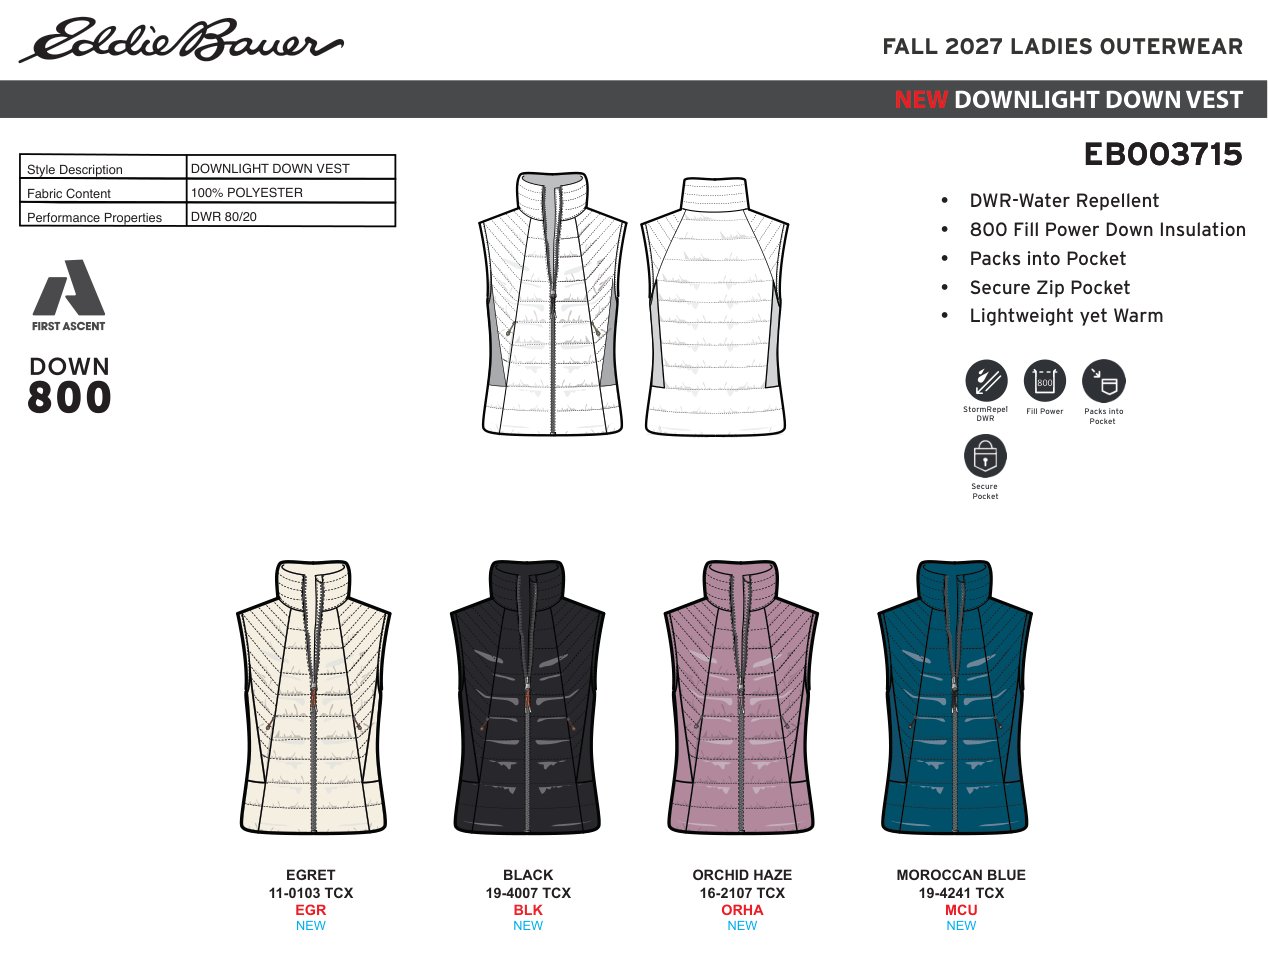 Eddie Bauer
FALL 2027 LADIES OUTERWEAR
NEW DOWNLIGHT DOWN VEST
EB003715
Style Description DOWNLIGHT DOWN VEST
Fabric Content 100% POLYESTER
Performance Properties DWR 80/20
FIRST ASCENT
DOWN
800
• DWR-Water Repellent
• 800 Fill Power Down Insulation
• Packs into Pocket
• Secure Zip Pocket
• Lightweight yet Warm
800
StormRepel
DWR
Fill Power
Packs into
Pocket
Secure
Pocket
EGRET
11-0103 TCX
EGR
NEW
BLACK
19-4007 TCX
BLK
NEW
ORCHID HAZE
16-2107 TCX
ORHA
NEW
MOROCCAN BLUE
19-4241 TCX
MCU
NEW